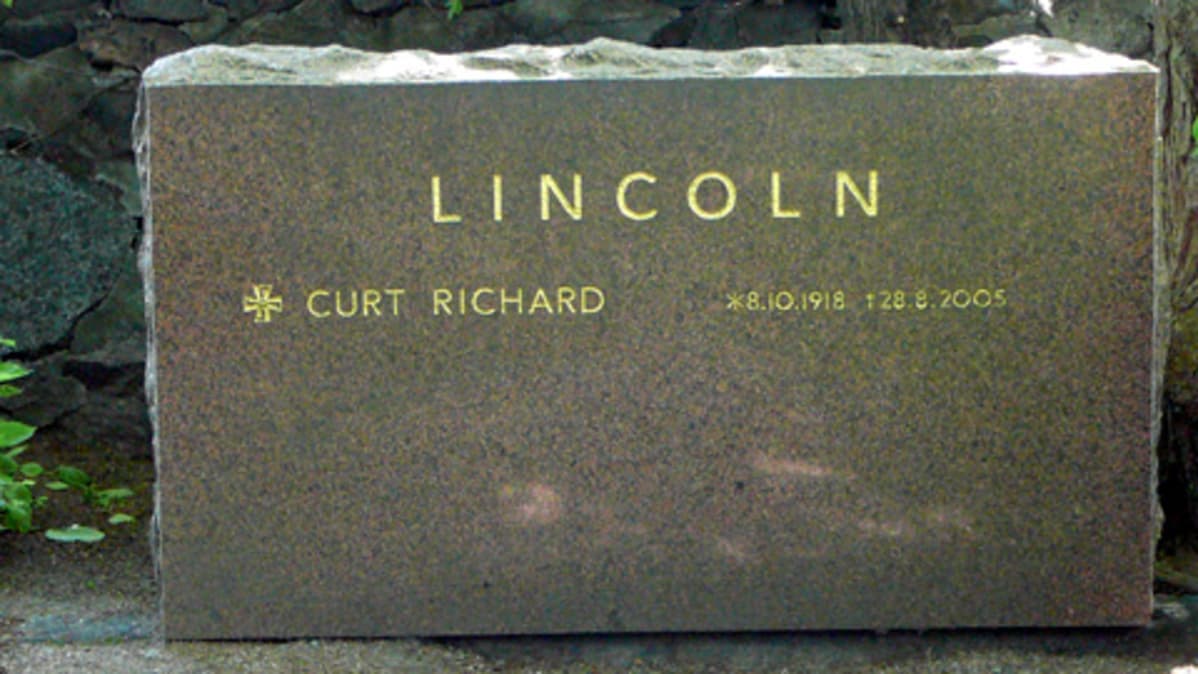 LINCOLN
CURT RICHARD ✳8.10.1918 †28.8.2005